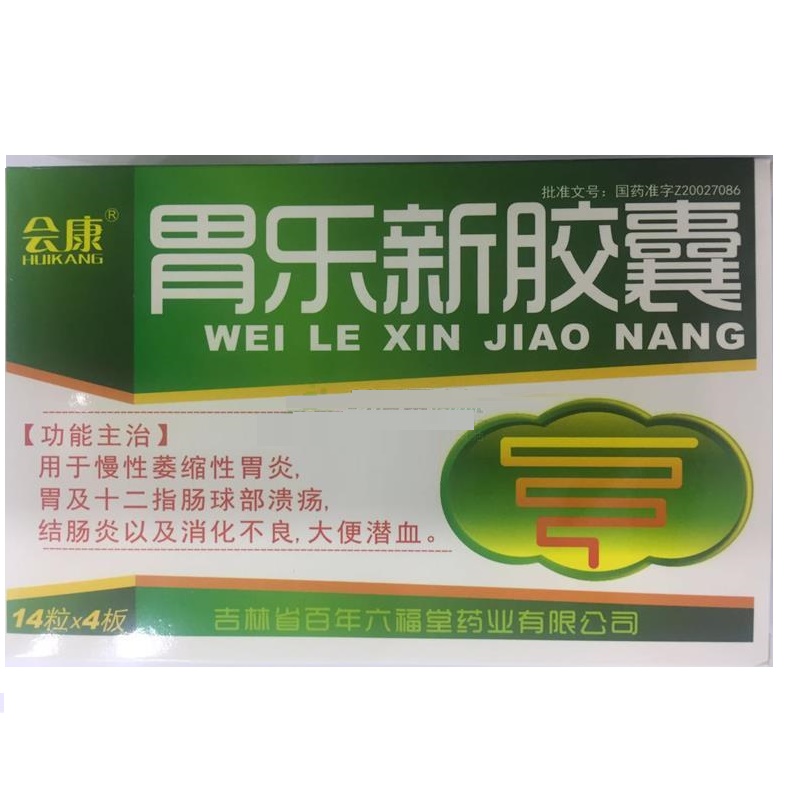 批准文号：国药准字Z20027086
会康®
HUIKANG
胃乐新胶囊
WEI LE XIN JIAO NANG
【功能主治】
用于慢性萎缩性胃炎,
胃及十二指肠球部溃疡,
结肠炎以及消化不良,大便潜血。
14粒x4板
吉林省百年六福堂药业有限公司